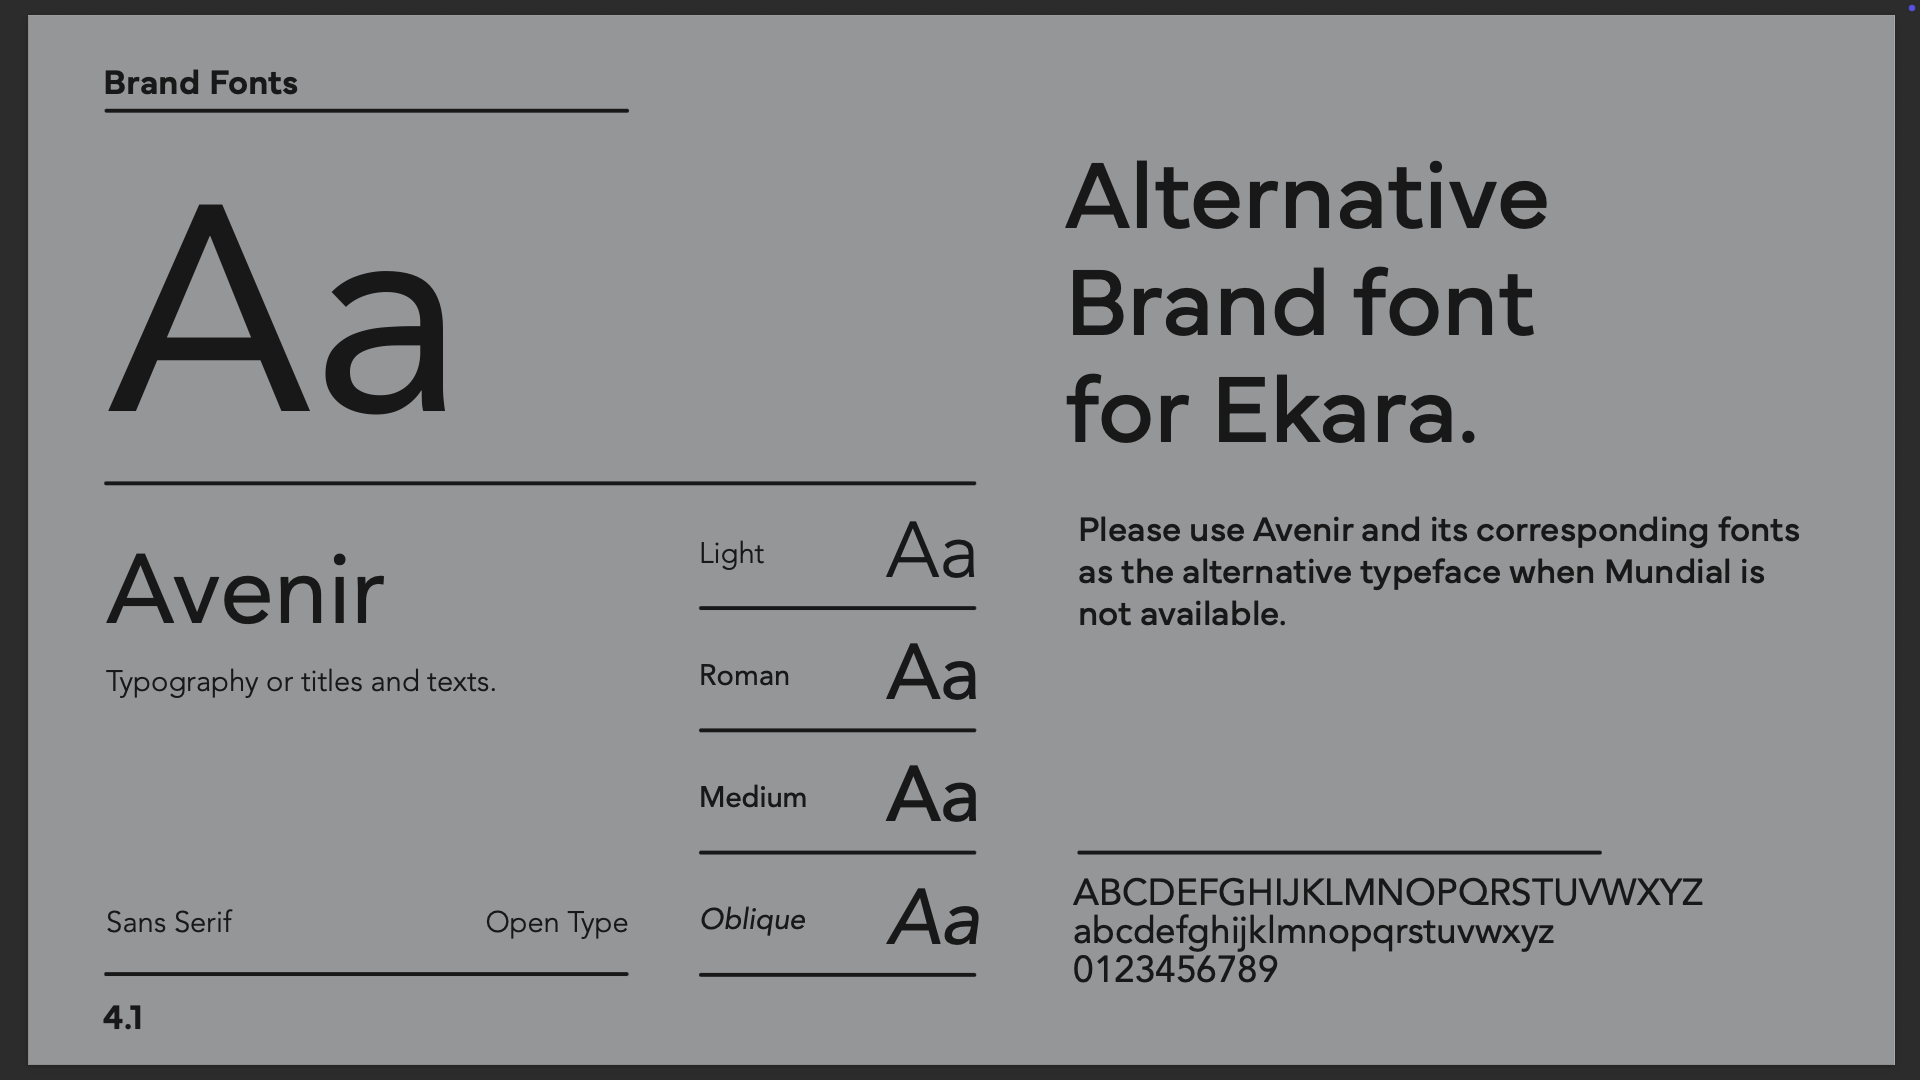 Brand Fonts
Aa
Avenir
Typography or titles and texts.
Sans Serif
Open Type
4.1
Light Aa
Roman Aa
Medium Aa
Oblique Aa
Alternative
Brand font
for Ekara.
Please use Avenir and its corresponding fonts
as the alternative typeface when Mundial is
not available.
ABCDEFGHIJKLMNOPQRSTUVWXYZ
abcdefghijklmnopqrstuvwxyz
0123456789